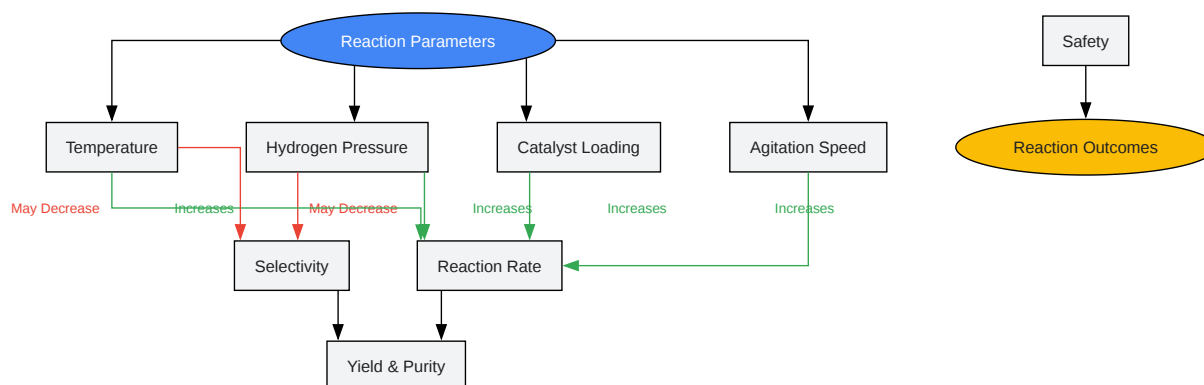 Reaction Parameters
Safety
Temperature
Hydrogen Pressure
Catalyst Loading
Agitation Speed
Reaction Outcomes
May Decrease
Increases
May Decrease
Increases
Increases
Increases
Selectivity
Reaction Rate
Yield & Purity